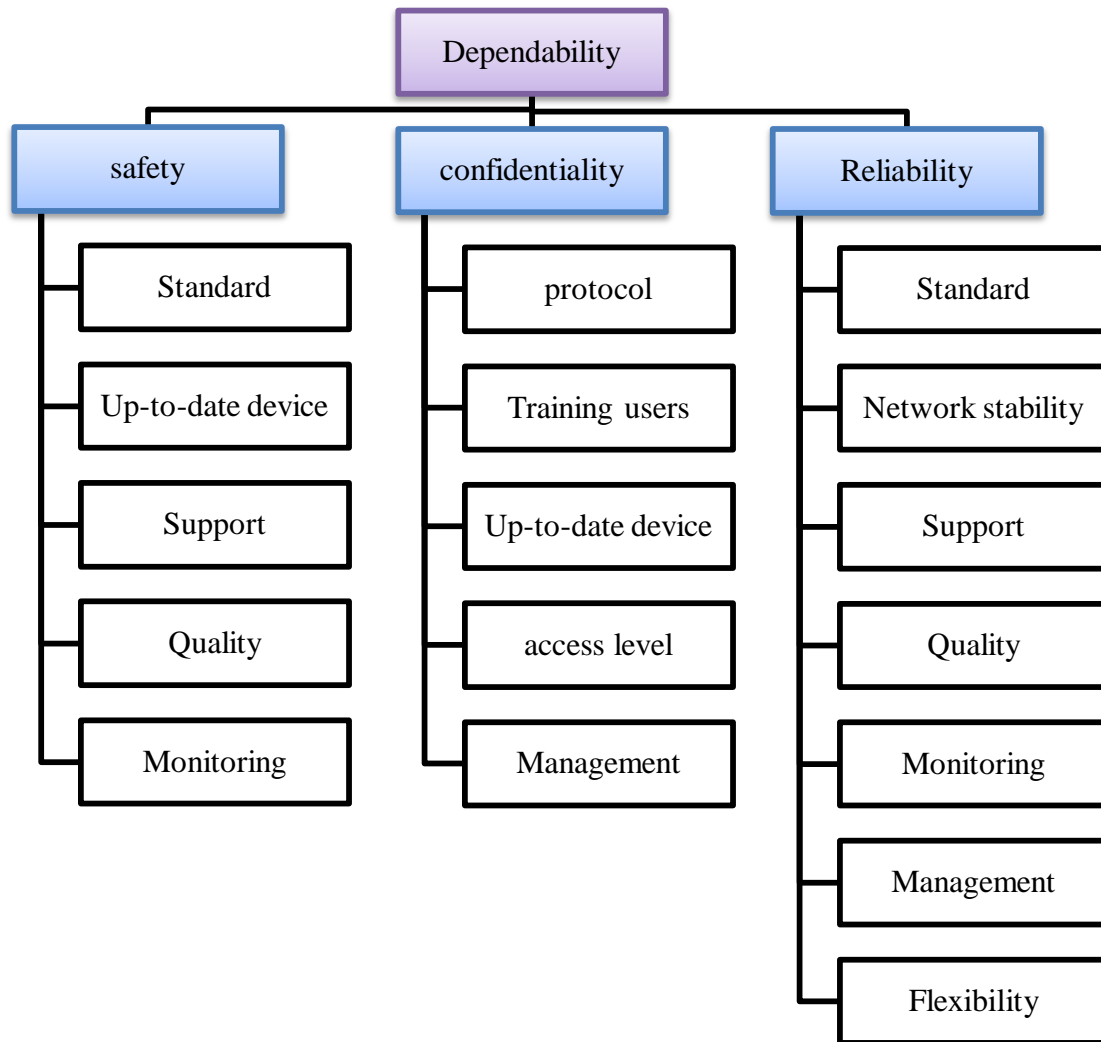 Dependability
safety
confidentiality
Reliability
Standard
Up-to-date device
Support
Quality
Monitoring
protocol
Training users
Up-to-date device
access level
Management
Standard
Network stability
Support
Quality
Monitoring
Management
Flexibility